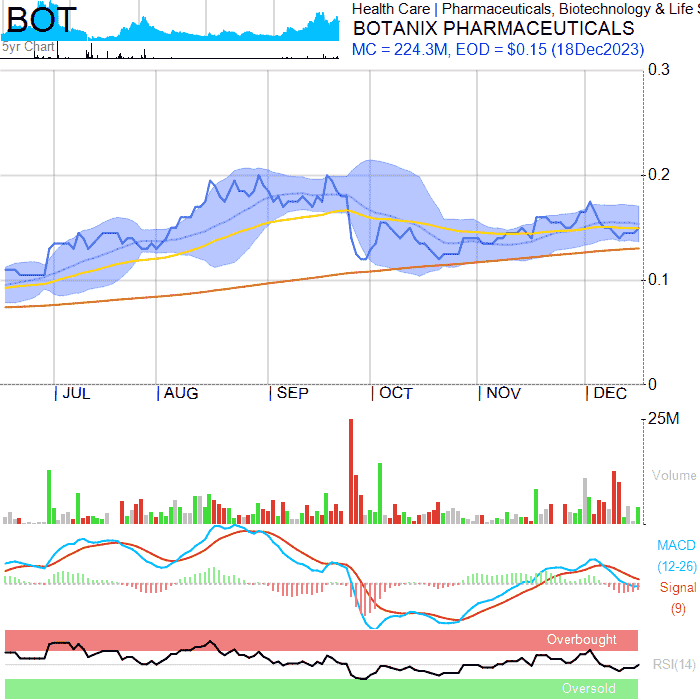 BOT
5yr Chart
Health Care | Pharmaceuticals, Biotechnology & Life S
BOTANIX PHARMACEUTICALS
MC = 224.3M, EOD = $0.15 (18Dec2023)
0.3
0.2
0.1
0
| JUL | AUG | SEP | OCT | NOV | DEC
25M
Volume
MACD
(12-26)
Signal
(9)
Overbought
RSI(14)
Oversold